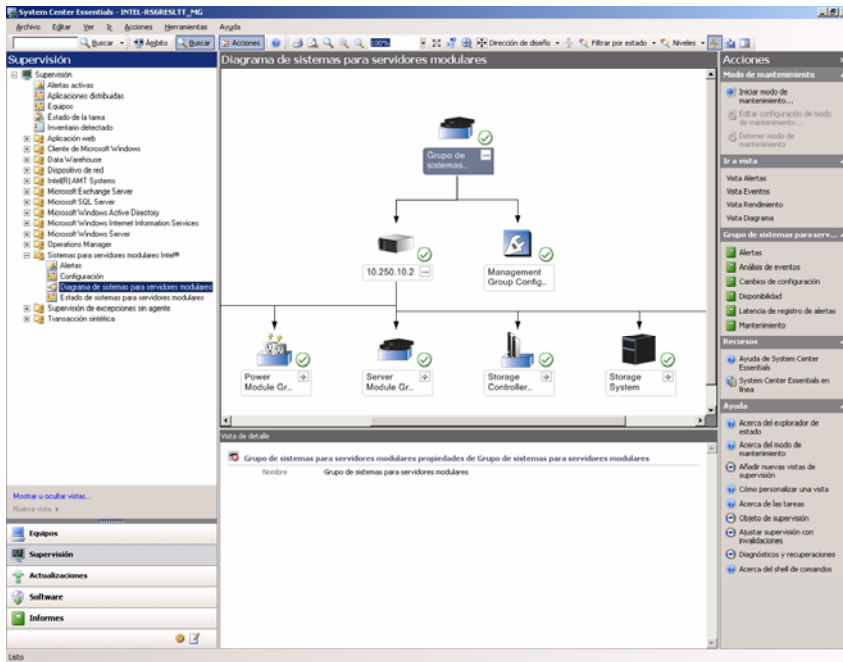 System Center Essentials - INTEL-RS6RESLTT_MG
Archivo Editar Ver Ir Acciones Herramientas Ayuda
Buscar Ámbito Buscar Acciones 100% Dirección de diseño Filtrar por estado Niveles
Supervisión
Supervisión
Alertas activas
Aplicaciones distribuidas
Equipos
Estado de la tarea
Inventario detectado
Aplicación web
Cliente de Microsoft Windows
Data Warehouse
Dispositivo de red
Intel(R) AMT Systems
Microsoft Exchange Server
Microsoft SQL Server
Microsoft Windows Active Directory
Microsoft Windows Internet Information Services
Microsoft Windows Server
Operations Manager
Sistemas para servidores modulares Intel®
Alertas
Configuración
Diagrama de sistemas para servidores modulares
Estado de sistemas para servidores modulares
Supervisión de excepciones sin agente
Transacción sintética
Mostrar u ocultar vistas...
Nueva vista
Equipos
Supervisión
Actualizaciones
Software
Informes
Listo
Diagrama de sistemas para servidores modulares
Grupo de
sistemas...
10.250.10.2
Management
Group Config...
Power
Module Gr...
Server
Module Gr...
Storage
Controller...
Storage
System
Vista de detalle
Grupo de sistemas para servidores modulares propiedades de Grupo de sistemas para servidores modulares
Nombre Grupo de sistemas para servidores modulares
Acciones
Modo de mantenimiento
Iniciar modo de
mantenimiento...
Editar configuración de modo
de mantenimiento...
Detener modo de
mantenimiento
Ir a vista
Vista Alertas
Vista Eventos
Vista Rendimiento
Vista Diagrama
Grupo de sistemas para serv...
Alertas
Análisis de eventos
Cambios de configuración
Disponibilidad
Latencia de registro de alertas
Mantenimiento
Recursos
Ayuda de System Center
Essentials
System Center Essentials en
línea
Ayuda
Acerca del explorador de
estado
Acerca del modo de
mantenimiento
Añadir nuevas vistas de
supervisión
Cómo personalizar una vista
Acerca de las tareas
Objeto de supervisión
Ajustar supervisión con
invalidaciones
Diagnósticos y recuperaciones
Acerca del shell de comandos